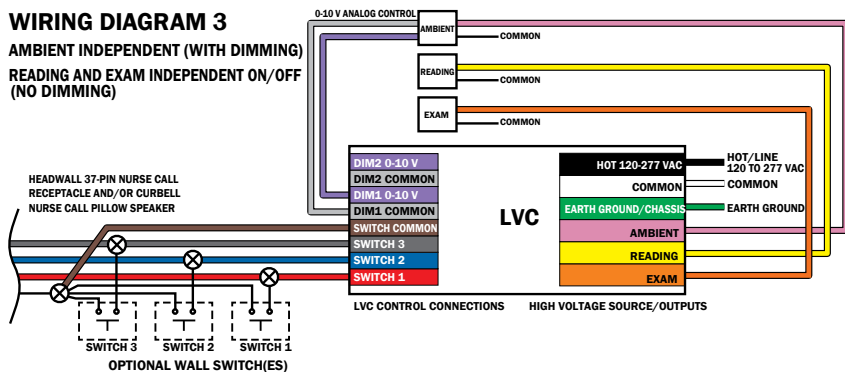 WIRING DIAGRAM 3
AMBIENT INDEPENDENT (WITH DIMMING)
READING AND EXAM INDEPENDENT ON/OFF
(NO DIMMING)
0-10 V ANALOG CONTROL
AMBIENT
COMMON
READING
COMMON
EXAM
COMMON
HEADWALL 37-PIN NURSE CALL
RECEPTACLE AND/OR CURBELL
NURSE CALL PILLOW SPEAKER
DIM2 0-10 V
DIM2 COMMON
DIM1 0-10 V
DIM1 COMMON
SWITCH COMMON
SWITCH 3
SWITCH 2
SWITCH 1
LVC
HOT 120-277 VAC
COMMON
EARTH GROUND/CHASSIS
AMBIENT
READING
EXAM
HOT/LINE
120 TO 277 VAC
COMMON
EARTH GROUND
LVC CONTROL CONNECTIONS
HIGH VOLTAGE SOURCE/OUTPUTS
SWITCH 3
SWITCH 2
SWITCH 1
OPTIONAL WALL SWITCH(ES)